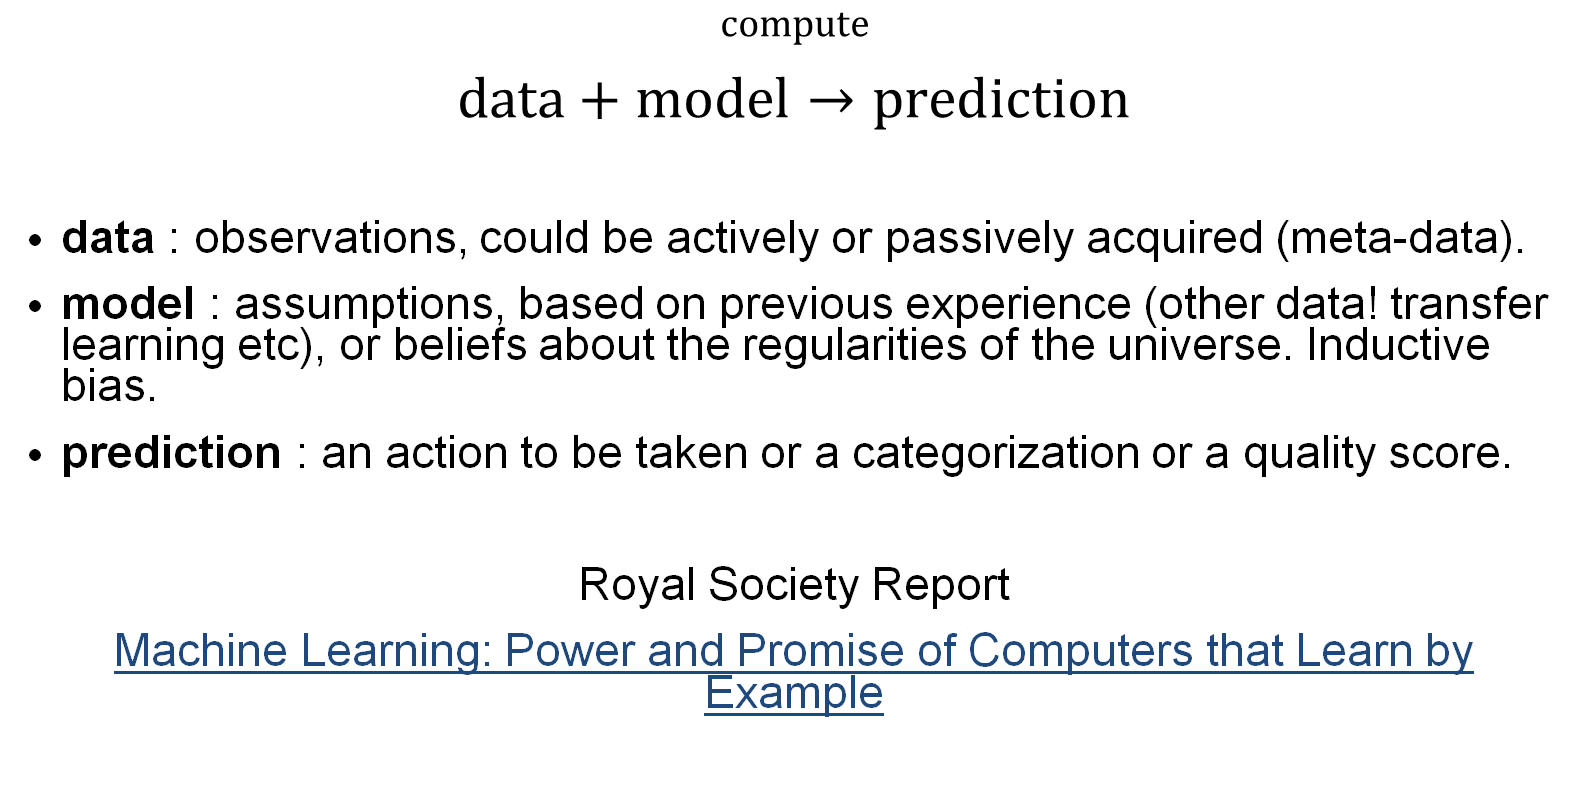 compute
data + model → prediction
• data : observations, could be actively or passively acquired (meta-data).
• model : assumptions, based on previous experience (other data! transfer
learning etc), or beliefs about the regularities of the universe. Inductive
bias.
• prediction : an action to be taken or a categorization or a quality score.
Royal Society Report
Machine Learning: Power and Promise of Computers that Learn by
Example